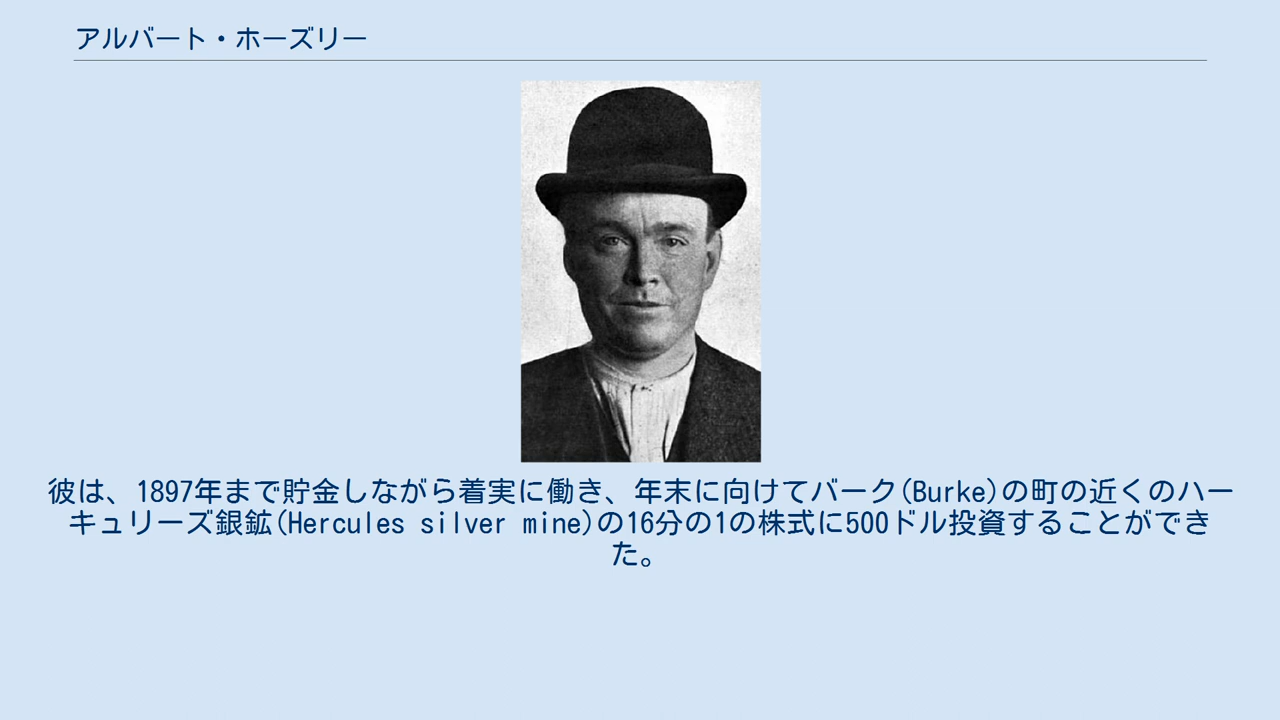 アルバート・ホーズリー
彼は、1897年まで貯金しながら着実に働き、年末に向けてバーク(Burke)の町の近くのハー
キュリーズ銀鉱(Hercules silver mine)の16分の1の株式に500ドル投資することができ
た。